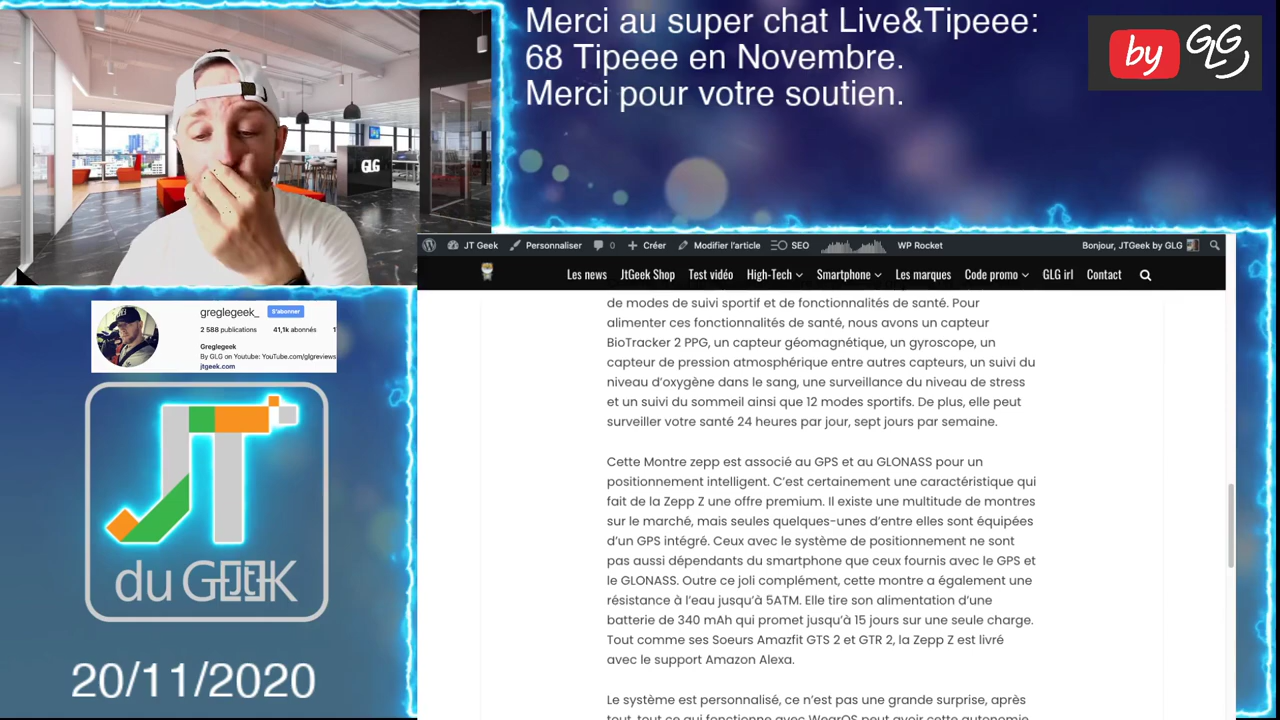 Merci au super chat Live&Tipeee:
68 Tipeee en Novembre.
Merci pour votre soutien.
by GLG
GLG
JT Geek Personnaliser 0 Créer Modifier l'article SEO WP Rocket Bonjour, JTGeek by GLG
Les news JtGeek Shop Test vidéo High-Tech Smartphone Les marques Code promo GLG irl Contact
de modes de suivi sportif et de fonctionnalités de santé. Pour
alimenter ces fonctionnalités de santé, nous avons un capteur
BioTracker 2 PPG, un capteur géomagnétique, un gyroscope, un
capteur de pression atmosphérique entre autres capteurs, un suivi du
niveau d'oxygène dans le sang, une surveillance du niveau de stress
et un suivi du sommeil ainsi que 12 modes sportifs. De plus, elle peut
surveiller votre santé 24 heures par jour, sept jours par semaine.
Cette Montre zepp est associé au GPS et au GLONASS pour un
positionnement intelligent. C'est certainement une caractéristique qui
fait de la Zepp Z une offre premium. Il existe une multitude de montres
sur le marché, mais seules quelques-unes d'entre elles sont équipées
d'un GPS intégré. Ceux avec le système de positionnement ne sont
pas aussi dépendants du smartphone que ceux fournis avec le GPS et
le GLONASS. Outre ce joli complément, cette montre a également une
résistance à l'eau jusqu'à 5ATM. Elle tire son alimentation d'une
batterie de 340 mAh qui promet jusqu'à 15 jours sur une seule charge.
Tout comme ses Soeurs Amazfit GTS 2 et GTR 2, la Zepp Z est livré
avec le support Amazon Alexa.
Le système est personnalisé, ce n'est pas une grande surprise, après
tout, tout ce qui fonctionne avec WearOS peut avoir cette autonomie
greglegeek_ S'abonner
2 588 publications 41,1k abonnés 1
Greglegeek
By GLG on Youtube: YouTube.com/glgreviews
jtgeek.com
JT
du GEEK
20/11/2020